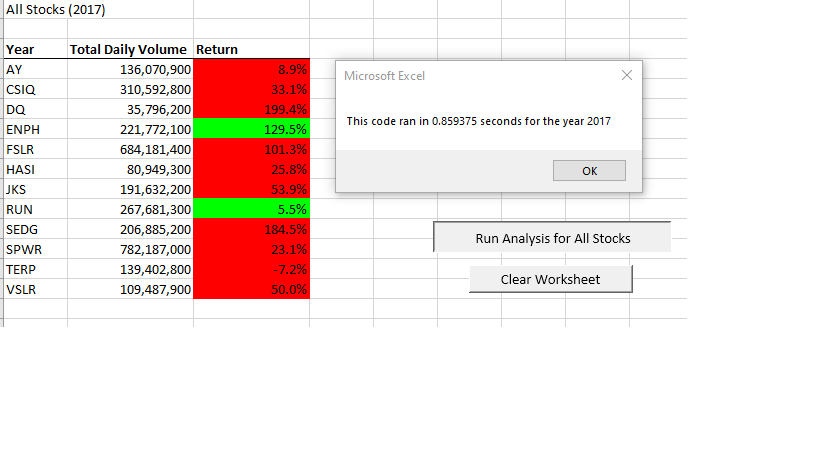 All Stocks (2017)
Year Total Daily Volume Return
AY 136,070,900 8.9%
CSIQ 310,592,800 33.1%
DQ 35,796,200 199.4%
ENPH 221,772,100 129.5%
FSLR 684,181,400 101.3%
HASI 80,949,300 25.8%
JKS 191,632,200 53.9%
RUN 267,681,300 5.5%
SEDG 206,885,200 184.5%
SPWR 782,187,000 23.1%
TERP 139,402,800 -7.2%
VSLR 109,487,900 50.0%
Microsoft Excel
This code ran in 0.859375 seconds for the year 2017
OK
Run Analysis for All Stocks
Clear Worksheet